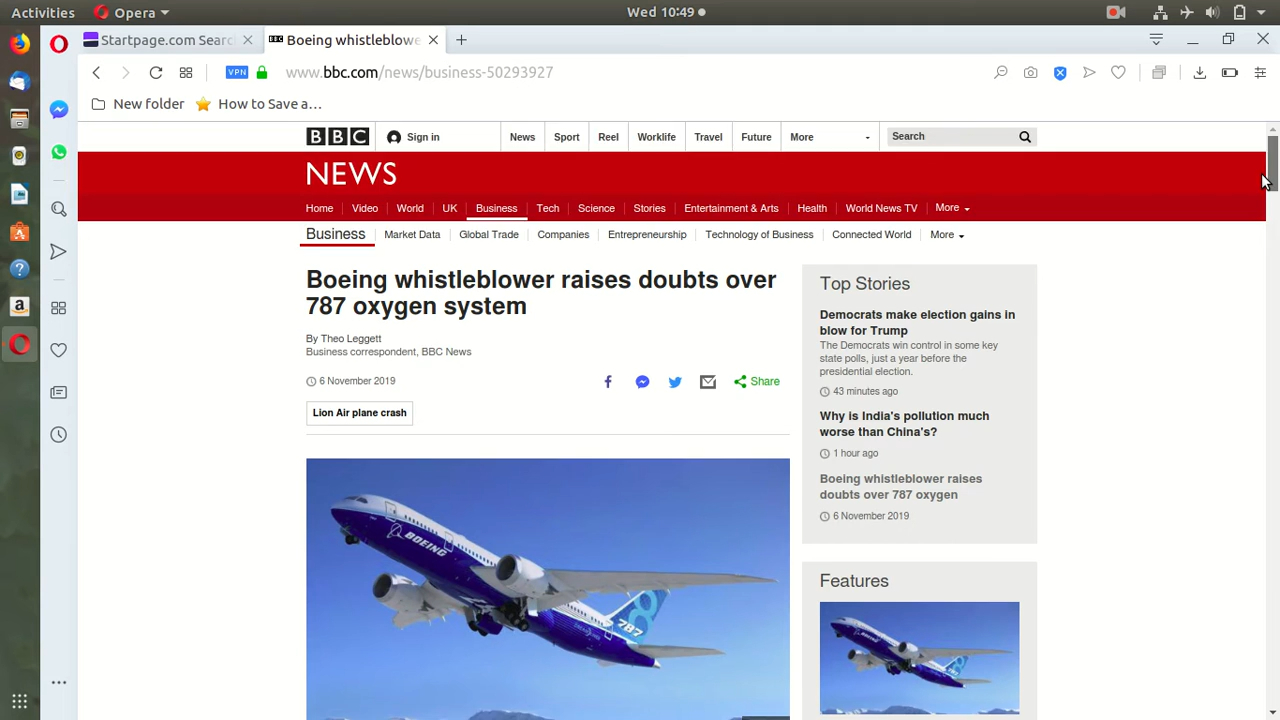 Activities
Opera
Wed 10:49
Startpage.com Sear
Boeing whistleblowe
www.bbc.com/news/business-50293927
VPN
New folder
How to Save a…
BBC
Sign in
News
Sport
Reel
Worklife
Travel
Future
More
Search
NEWS
Home
Video
World
UK
Business
Tech
Science
Stories
Entertainment & Arts
Health
World News TV
More
Business
Market Data
Global Trade
Companies
Entrepreneurship
Technology of Business
Connected World
More
Boeing whistleblower raises doubts over
787 oxygen system
By Theo Leggett
Business correspondent, BBC News
6 November 2019
Share
Lion Air plane crash
BOEING
787
Top Stories
Democrats make election gains in
blow for Trump
The Democrats win control in some key
state polls, just a year before the
presidential election.
43 minutes ago
Why is India's pollution much
worse than China's?
1 hour ago
Boeing whistleblower raises
doubts over 787 oxygen
6 November 2019
Features